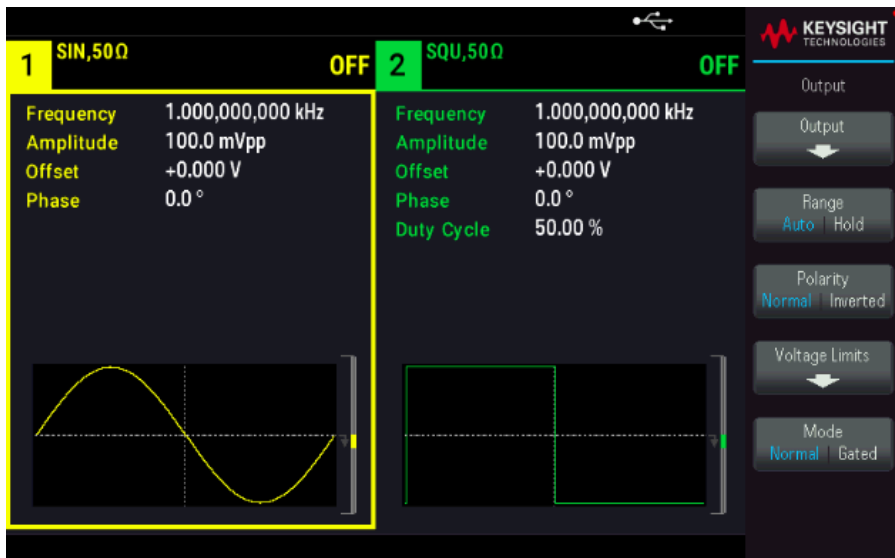 KEYSIGHT
TECHNOLOGIES
1 SIN,50Ω OFF
2 SQU,50Ω OFF
Frequency 1.000,000,000 kHz
Amplitude 100.0 mVpp
Offset +0.000 V
Phase 0.0 °
Frequency 1.000,000,000 kHz
Amplitude 100.0 mVpp
Offset +0.000 V
Phase 0.0 °
Duty Cycle 50.00 %
Output
Output
Range
Auto | Hold
Polarity
Normal | Inverted
Voltage Limits
Mode
Normal | Gated